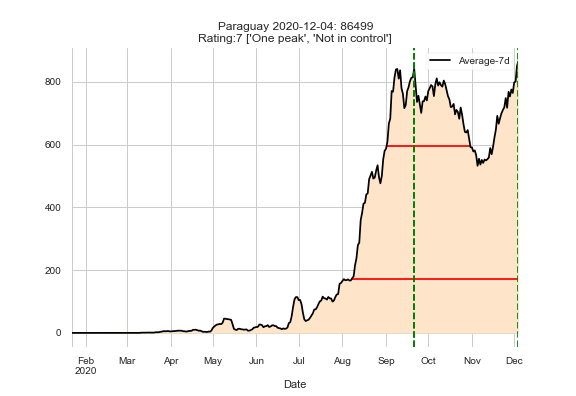 Paraguay 2020-12-04: 86499
Rating:7 ['One peak', 'Not in control']
Average-7d
800
600
400
200
0
Feb Mar Apr May Jun Jul Aug Sep Oct Nov Dec
2020
Date